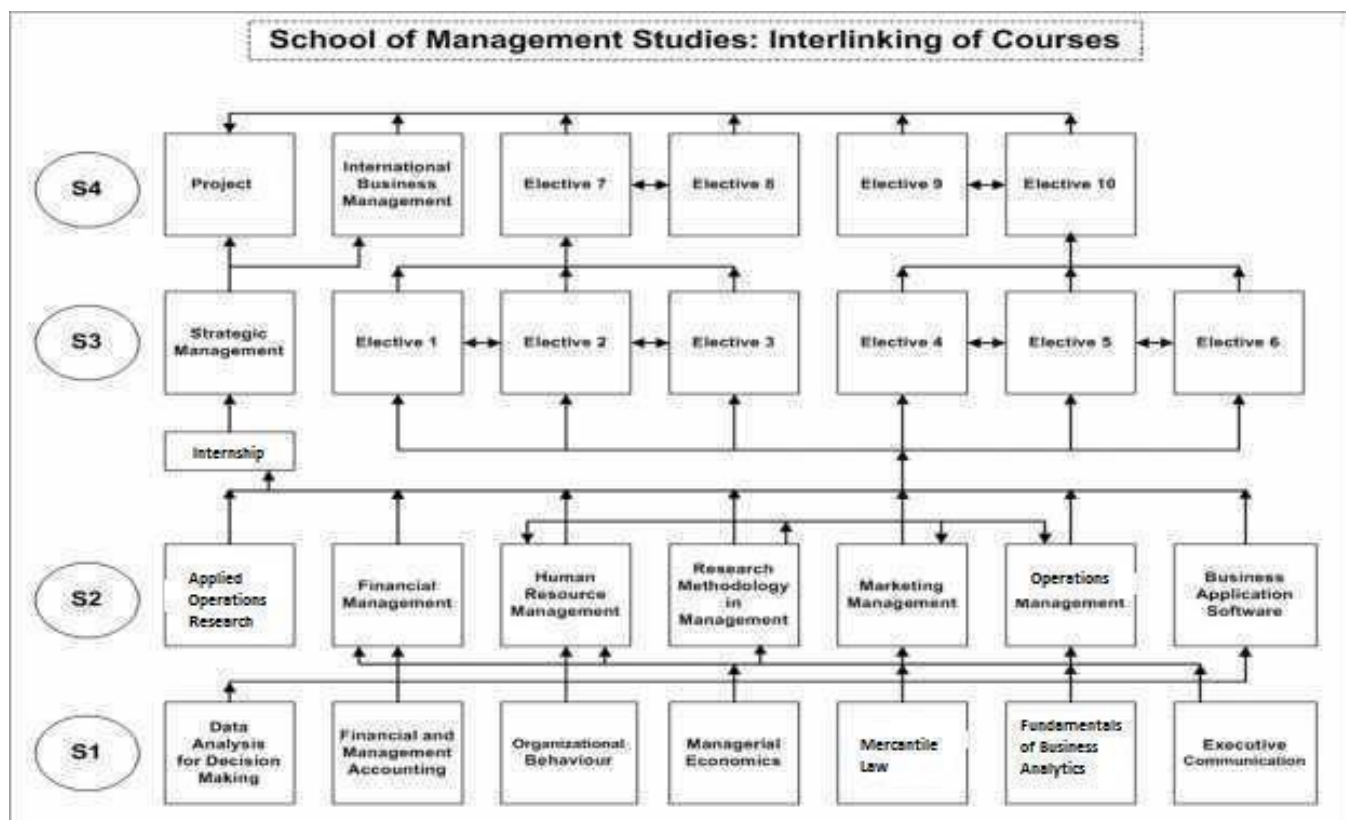 School of Management Studies: Interlinking of Courses
S4
Project
International
Business
Management
Elective 7
Elective 8
Elective 9
Elective 10
S3
Strategic
Management
Elective 1
Elective 2
Elective 3
Elective 4
Elective 5
Elective 6
Internship
S2
Applied
Operations
Research
Financial
Management
Human
Resource
Management
Research
Methodology
in
Management
Marketing
Management
Operations
Management
Business
Application
Software
S1
Data
Analysis
for Decision
Making
Financial and
Management
Accounting
Organizational
Behaviour
Managerial
Economics
Mercantile
Law
Fundamentals
of Business
Analytics
Executive
Communication